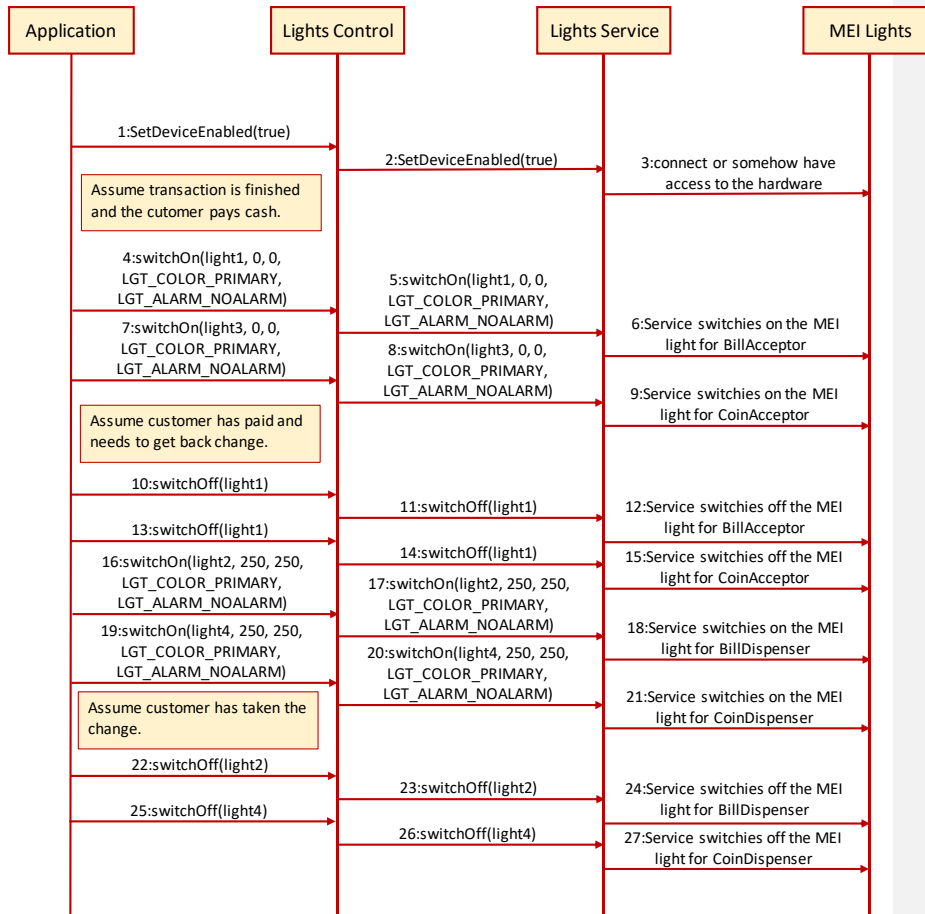 Application
Lights Control
Lights Service
MEI Lights
1:SetDeviceEnabled(true)
2:SetDeviceEnabled(true)
3:connect or somehow have
access to the hardware
Assume transaction is finished
and the cutomer pays cash.
4:switchOn(light1, 0, 0,
LGT_COLOR_PRIMARY,
LGT_ALARM_NOALARM)
5:switchOn(light1, 0, 0,
LGT_COLOR_PRIMARY,
LGT_ALARM_NOALARM)
6:Service switchies on the MEI
light for BillAcceptor
7:switchOn(light3, 0, 0,
LGT_COLOR_PRIMARY,
LGT_ALARM_NOALARM)
8:switchOn(light3, 0, 0,
LGT_COLOR_PRIMARY,
LGT_ALARM_NOALARM)
9:Service switchies on the MEI
light for CoinAcceptor
Assume customer has paid and
needs to get back change.
10:switchOff(light1)
11:switchOff(light1)
12:Service switchies off the MEI
light for BillAcceptor
13:switchOff(light1)
14:switchOff(light1)
15:Service switchies off the MEI
light for CoinAcceptor
16:switchOn(light2, 250, 250,
LGT_COLOR_PRIMARY,
LGT_ALARM_NOALARM)
17:switchOn(light2, 250, 250,
LGT_COLOR_PRIMARY,
LGT_ALARM_NOALARM)
18:Service switchies on the MEI
light for BillDispenser
19:switchOn(light4, 250, 250,
LGT_COLOR_PRIMARY,
LGT_ALARM_NOALARM)
20:switchOn(light4, 250, 250,
LGT_COLOR_PRIMARY,
LGT_ALARM_NOALARM)
21:Service switchies on the MEI
light for CoinDispenser
Assume customer has taken the
change.
22:switchOff(light2)
23:switchOff(light2)
24:Service switchies off the MEI
light for BillDispenser
25:switchOff(light4)
26:switchOff(light4)
27:Service switchies off the MEI
light for CoinDispenser